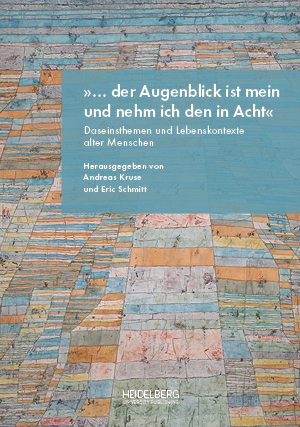 »... der Augenblick ist mein
und nehm ich den in Acht«
Daseinsthemen und Lebenskontexte
alter Menschen
Herausgegeben von
Andreas Kruse
und Eric Schmitt
HEIDELBERG
UNIVERSITY PUBLISHING